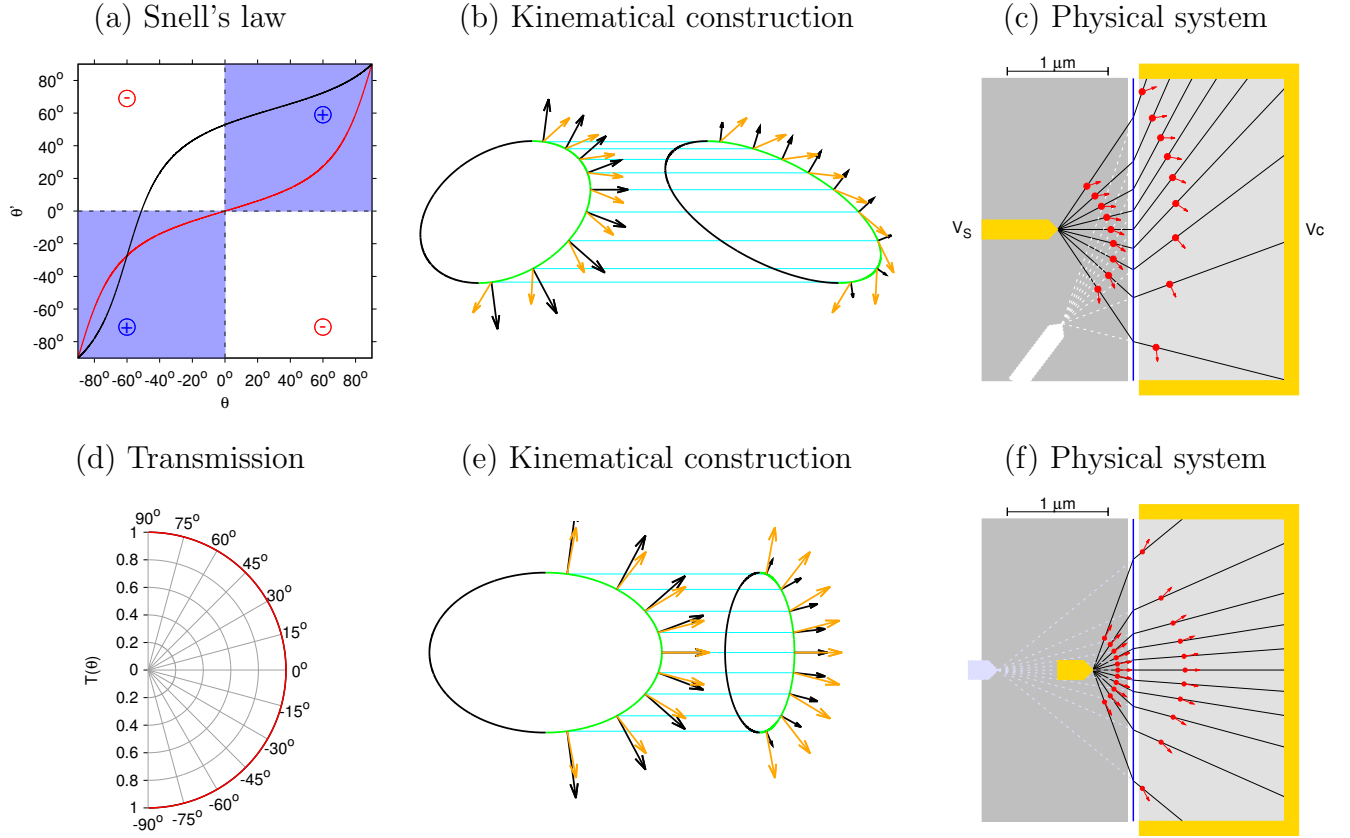 (a) Snell's law
(b) Kinematical construction
(c) Physical system
80°
60°
40°
20°
0°
-20°
-40°
-60°
-80°
θ'
-
+
+
-
-80° -60° -40° -20° 0° 20° 40° 60° 80°
θ
1 μm
V_S
V_C
(d) Transmission
(e) Kinematical construction
(f) Physical system
1
0.8
0.6
0.4
0.2
0
0.2
0.4
0.6
0.8
1
T(θ)
90°
75°
60°
45°
30°
15°
0°
-15°
-30°
-45°
-60°
-75°
-90°
1 μm